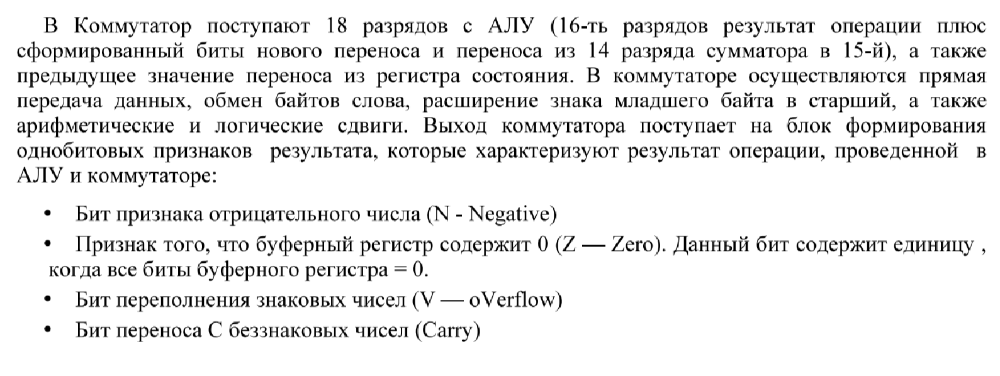 В Коммутатор поступают 18 разрядов с АЛУ (16-ть разрядов результат операции плюс
сформированный биты нового переноса и переноса из 14 разряда сумматора в 15-й), а также
предыдущее значение переноса из регистра состояния. В коммутаторе осуществляются прямая
передача данных, обмен байтов слова, расширение знака младшего байта в старший, а также
арифметические и логические сдвиги. Выход коммутатора поступает на блок формирования
однобитовых признаков результата, которые характеризуют результат операции, проведенной в
АЛУ и коммутаторе:
• Бит признака отрицательного числа (N - Negative)
• Признак того, что буферный регистр содержит 0 (Z — Zero). Данный бит содержит единицу ,
когда все биты буферного регистра = 0.
• Бит переполнения знаковых чисел (V — oVerflow)
• Бит переноса С беззнаковых чисел (Carry)